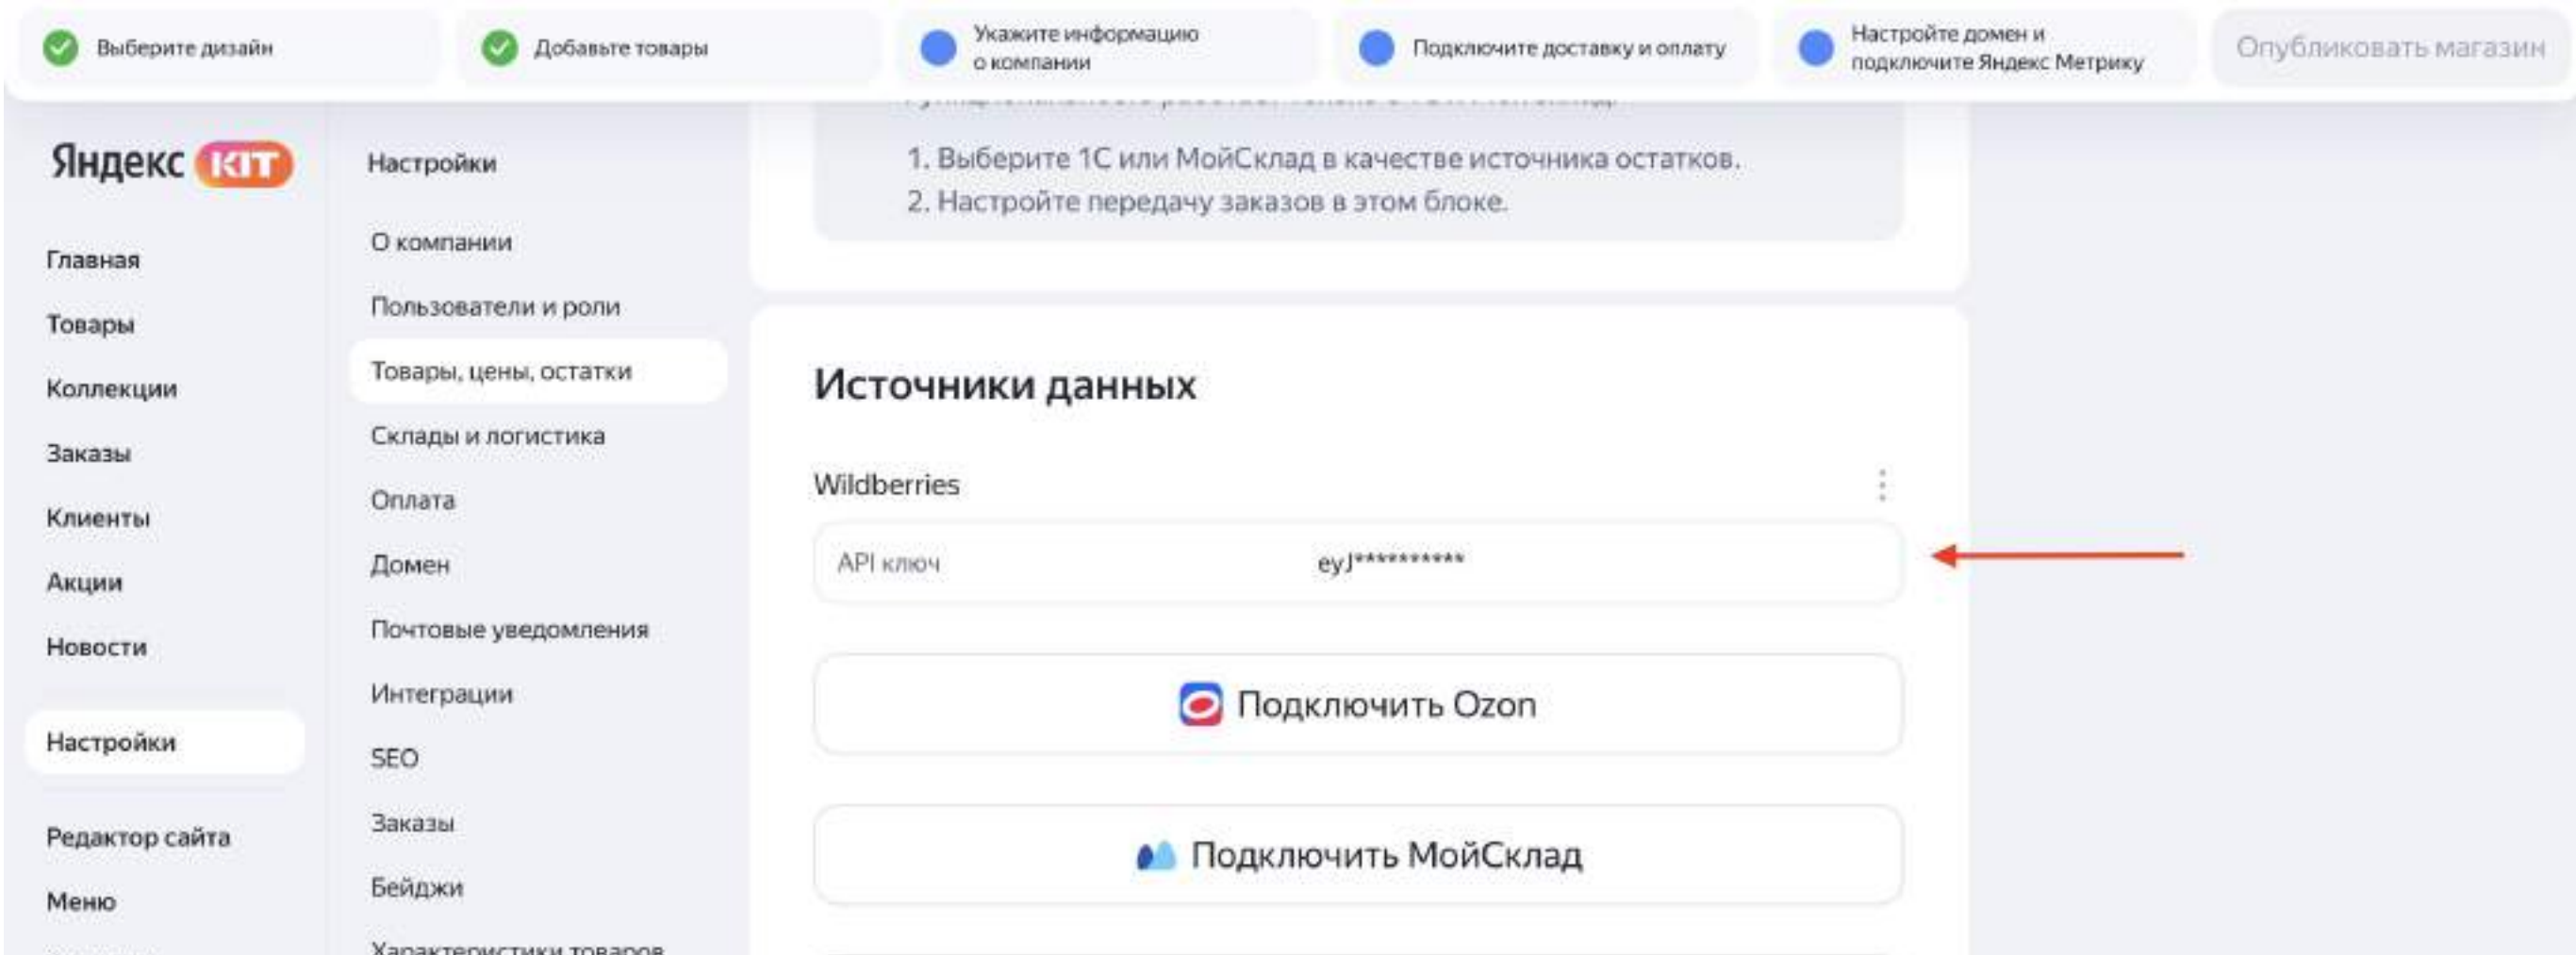 Выберите дизайн
Добавьте товары
Укажите информацию
о компании
Подключите доставку и оплату
Настройте домен и
подключите Яндекс Метрику
Опубликовать магазин
Яндекс KIT
Главная
Товары
Коллекции
Заказы
Клиенты
Акции
Новости
Настройки
Редактор сайта
Меню
Настройки
О компании
Пользователи и роли
Товары, цены, остатки
Склады и логистика
Оплата
Домен
Почтовые уведомления
Интеграции
SEO
Заказы
Бейджи
Характеристики товаров
1. Выберите 1С или МойСклад в качестве источника остатков.
2. Настройте передачу заказов в этом блоке.
Источники данных
Wildberries
API ключ eyJ**********
Подключить Ozon
Подключить МойСклад